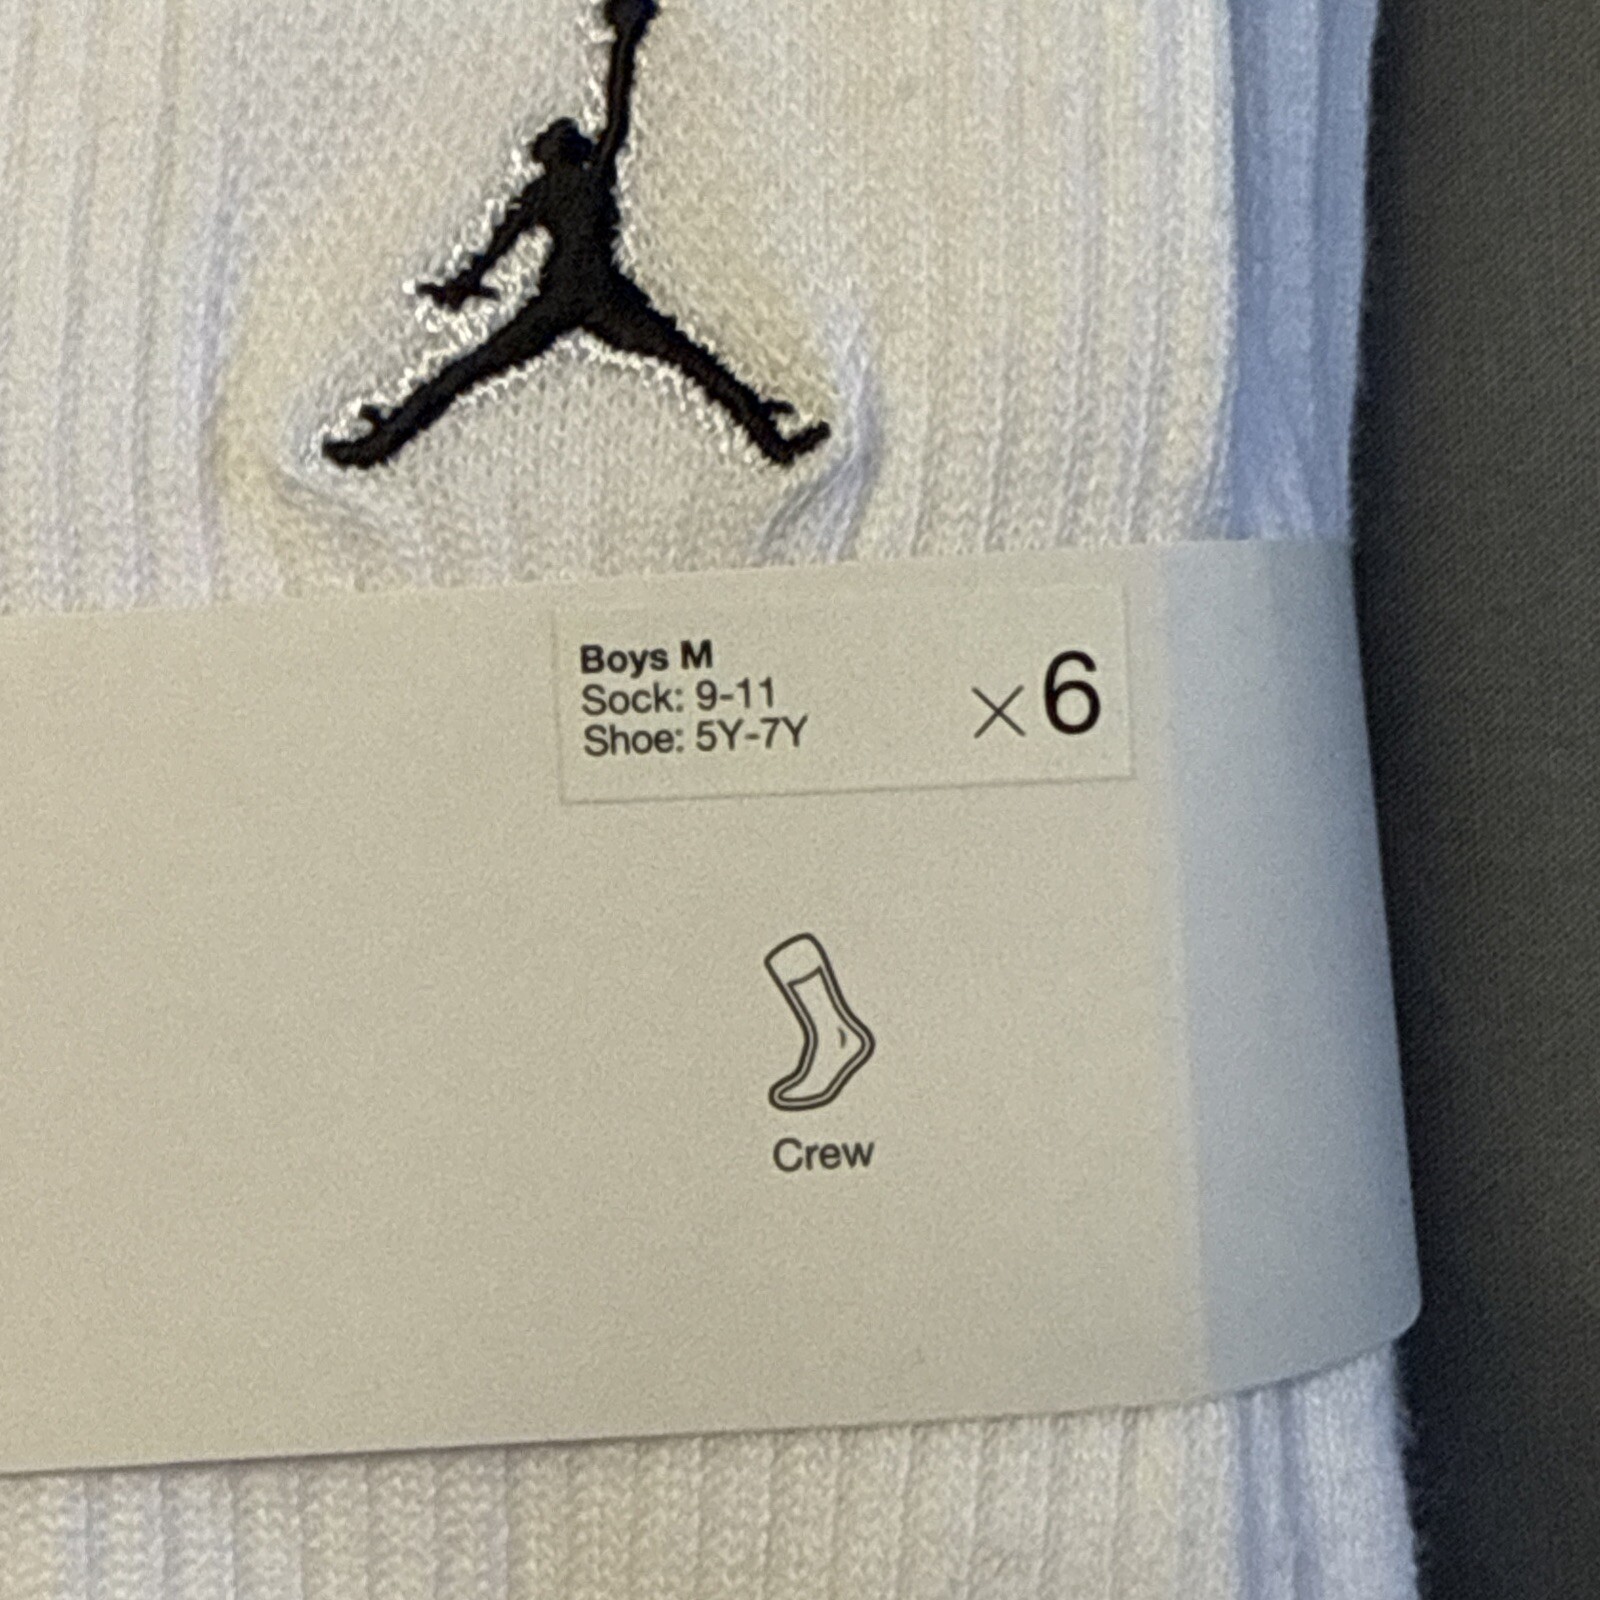 Boys M
Sock: 9-11
Shoe: 5Y-7Y
×6
Crew